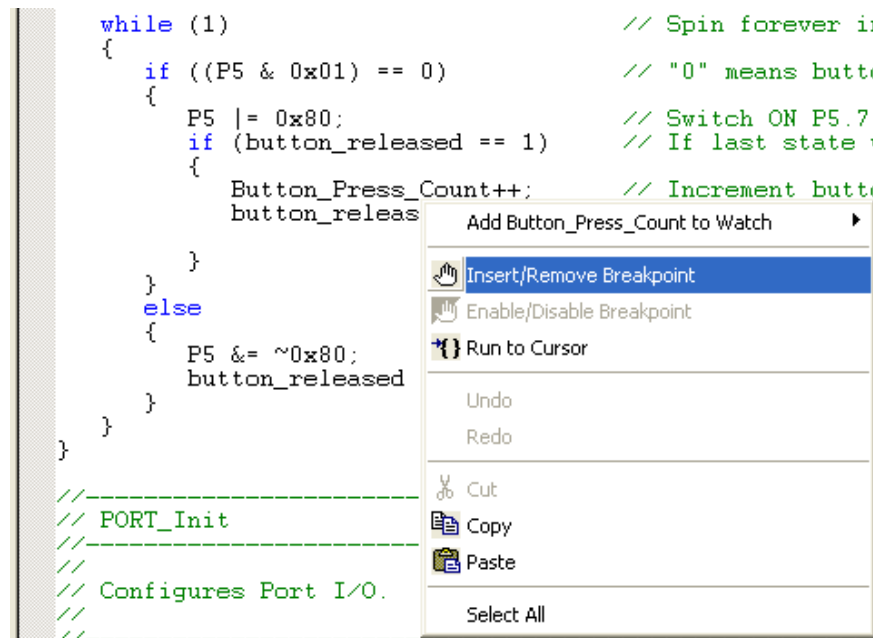 while (1) // Spin forever i
{
if ((P5 & 0x01) == 0) // "0" means butt
{
P5 |= 0x80; // Switch ON P5.7
if (button_released == 1) // If last state
{
Button_Press_Count++; // Increment butt
button_releas
Add Button_Press_Count to Watch
}
Insert/Remove Breakpoint
}
else
Enable/Disable Breakpoint
{
P5 &= ~0x80;
Run to Cursor
button_released
}
Undo
}
Redo
}
//-----------------------
Cut
// PORT_Init
Copy
//-----------------------
//
Paste
// Configures Port I/O.
//
Select All
//